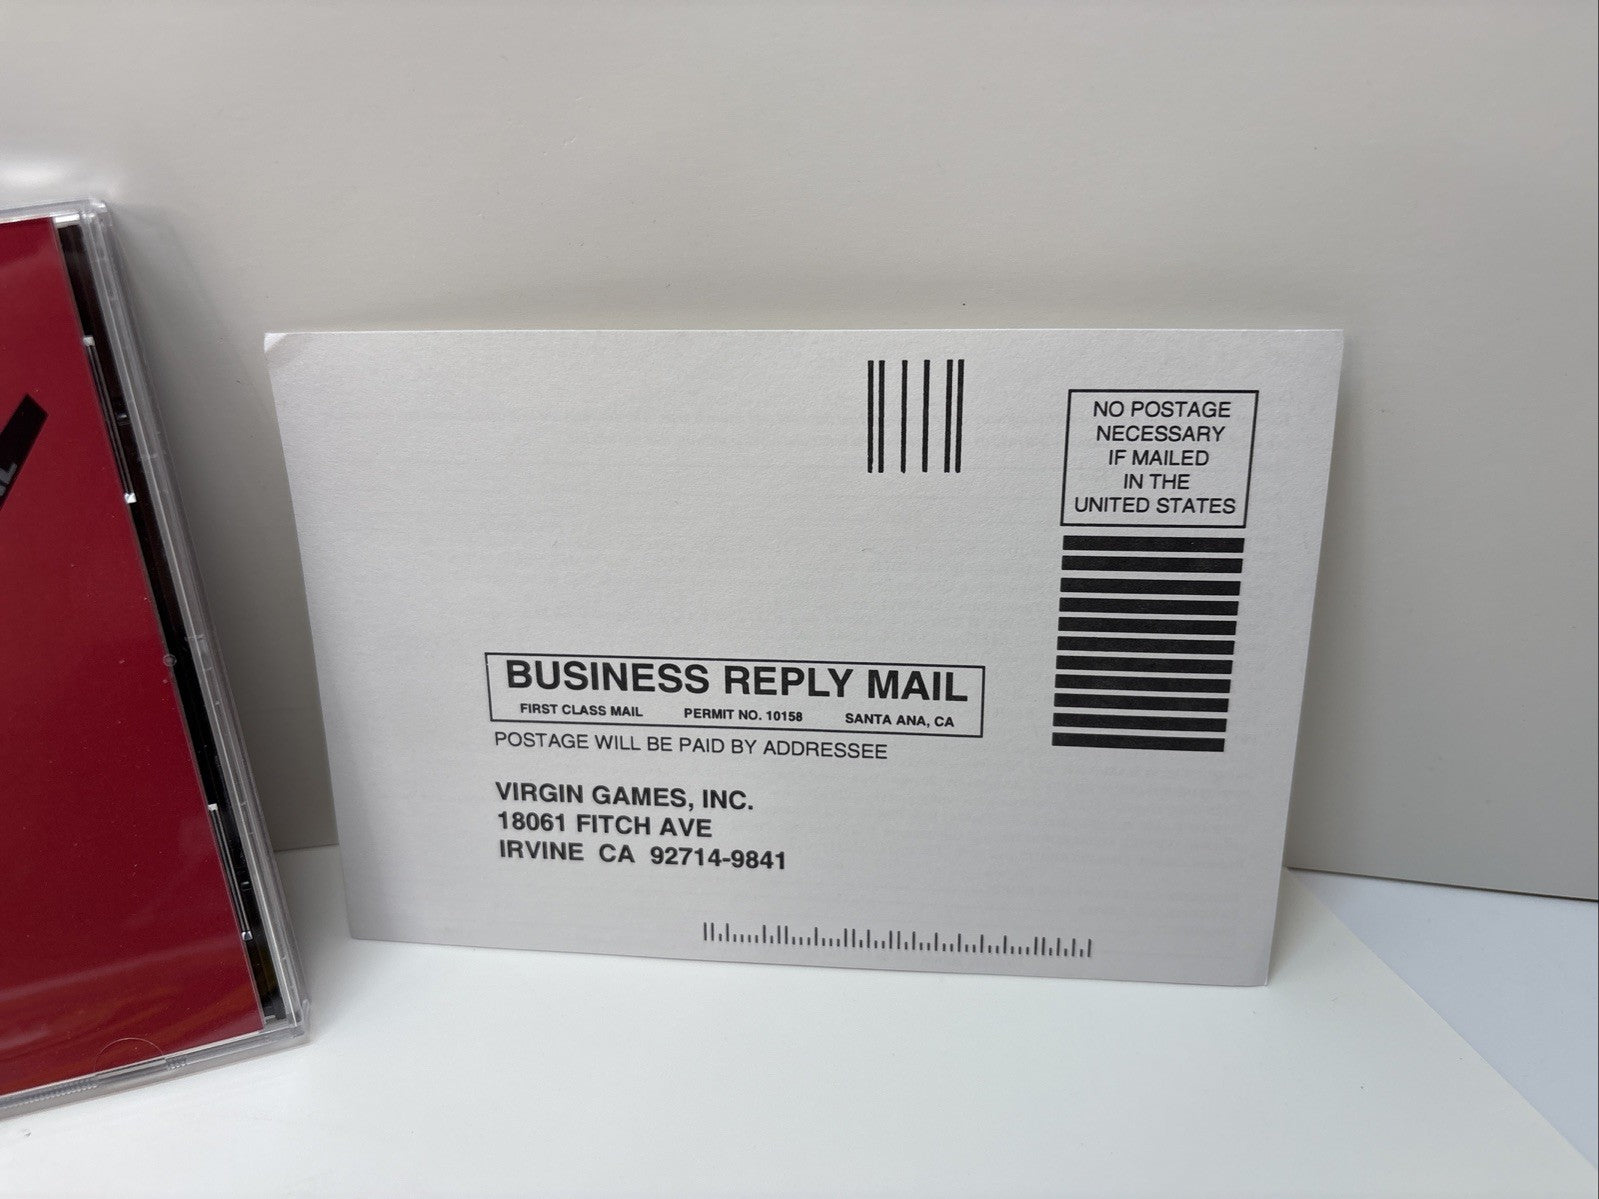 NO POSTAGE
NECESSARY
IF MAILED
IN THE
UNITED STATES
BUSINESS REPLY MAIL
FIRST CLASS MAIL PERMIT NO. 10158 SANTA ANA, CA
POSTAGE WILL BE PAID BY ADDRESSEE
VIRGIN GAMES, INC.
18061 FITCH AVE
IRVINE CA 92714-9841